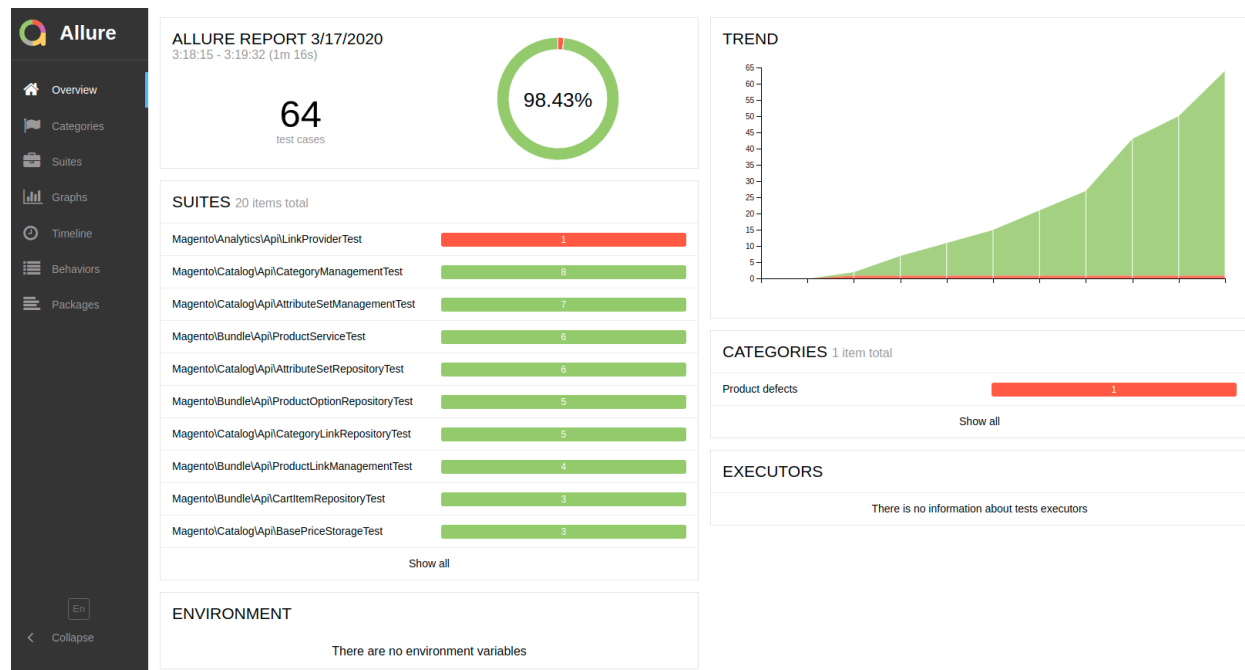 Allure
Overview
Categories
Suites
Graphs
Timeline
Behaviors
Packages
En
Collapse
ALLURE REPORT 3/17/2020
3:18:15 - 3:19:32 (1m 16s)
64
test cases
98.43%
SUITES 20 items total
Magento\Analytics\Api\LinkProviderTest 1
Magento\Catalog\Api\CategoryManagementTest 8
Magento\Catalog\Api\AttributeSetManagementTest 7
Magento\Bundle\Api\ProductServiceTest 6
Magento\Catalog\Api\AttributeSetRepositoryTest 6
Magento\Bundle\Api\ProductOptionRepositoryTest 5
Magento\Catalog\Api\CategoryLinkRepositoryTest 5
Magento\Bundle\Api\ProductLinkManagementTest 4
Magento\Bundle\Api\CartItemRepositoryTest 3
Magento\Catalog\Api\BasePriceStorageTest 3
Show all
ENVIRONMENT
There are no environment variables
TREND
65
60
55
50
45
40
35
30
25
20
15
10
5
0
CATEGORIES 1 item total
Product defects 1
Show all
EXECUTORS
There is no information about tests executors